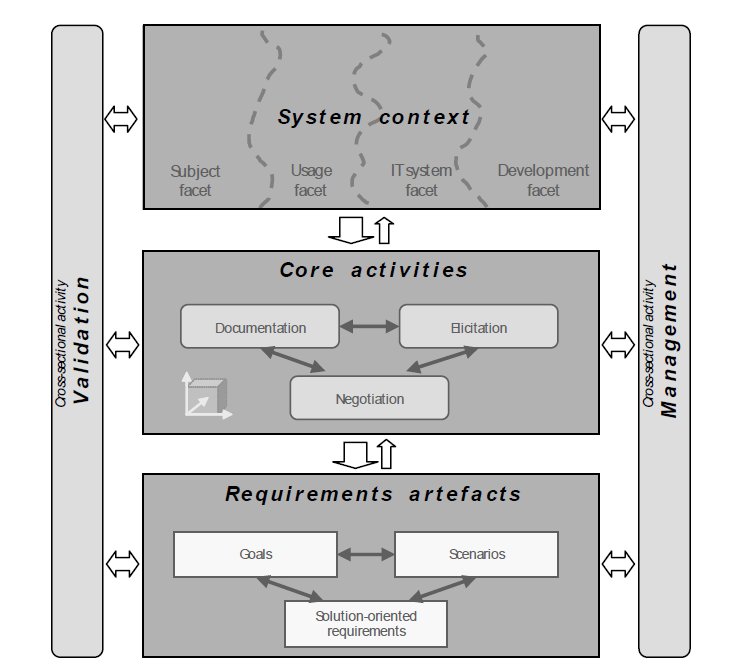 System context
Subject
facet
Usage
facet
IT system
facet
Development
facet
Core activities
Documentation
Elicitation
Negotiation
Requirements artefacts
Goals
Scenarios
Solution-oriented
requirements
Cross-sectional activity
Validation
Cross-sectional activity
Management